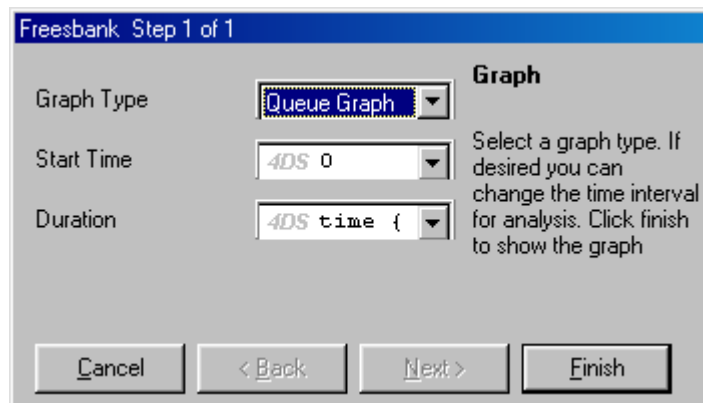 Freesbank Step 1 of 1
Graph Type
Queue Graph
Start Time
4DS 0
Duration
4DS time {
Graph
Select a graph type. If
desired you can
change the time interval
for analysis. Click finish
to show the graph
Cancel
< Back
Next >
Finish